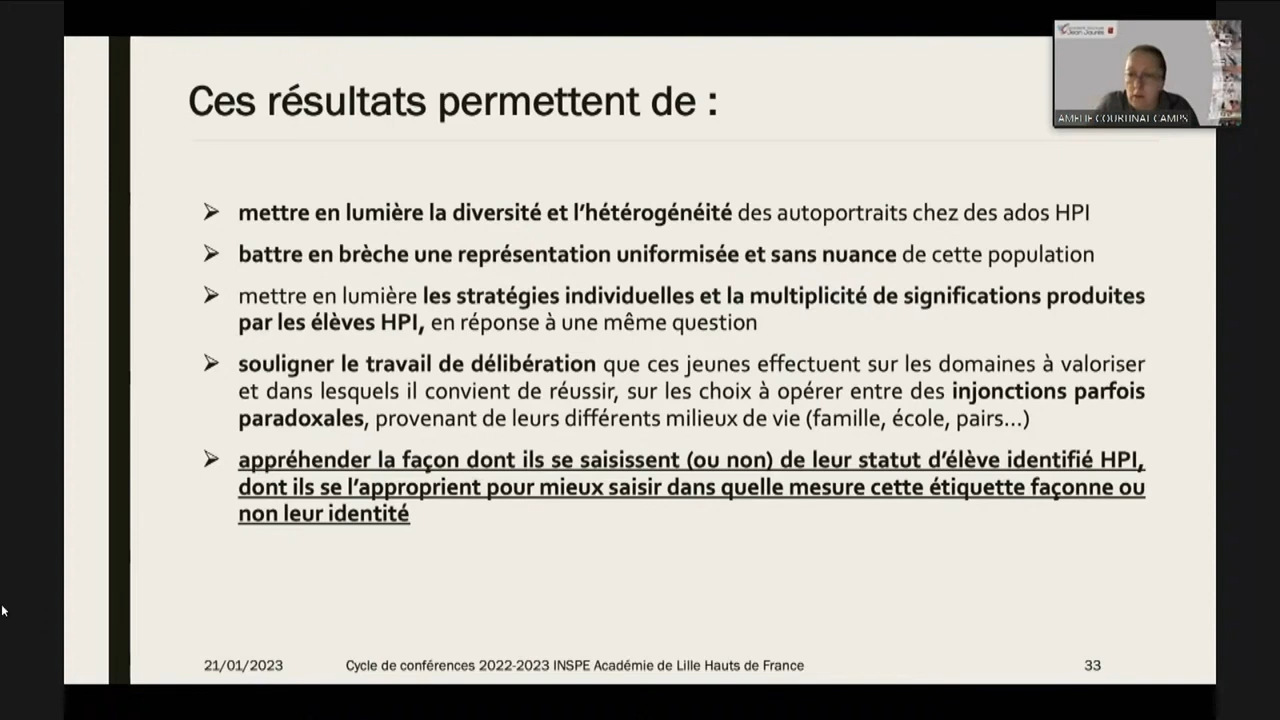 Ces résultats permettent de :
Jean Jaurès
AMELIE COURTINAT-CAMPS
➢ mettre en lumière la diversité et l’hétérogénéité des autoportraits chez des ados HPI
➢ battre en brèche une représentation uniformisée et sans nuance de cette population
➢ mettre en lumière les stratégies individuelles et la multiplicité de significations produites
par les élèves HPI, en réponse à une même question
➢ souligner le travail de délibération que ces jeunes effectuent sur les domaines à valoriser
et dans lesquels il convient de réussir, sur les choix à opérer entre des injonctions parfois
paradoxales, provenant de leurs différents milieux de vie (famille, école, pairs…)
➢ appréhender la façon dont ils se saisissent (ou non) de leur statut d’élève identifié HPI,
dont ils se l’approprient pour mieux saisir dans quelle mesure cette étiquette façonne ou
non leur identité
21/01/2023 Cycle de conférences 2022-2023 INSPE Académie de Lille Hauts de France 33